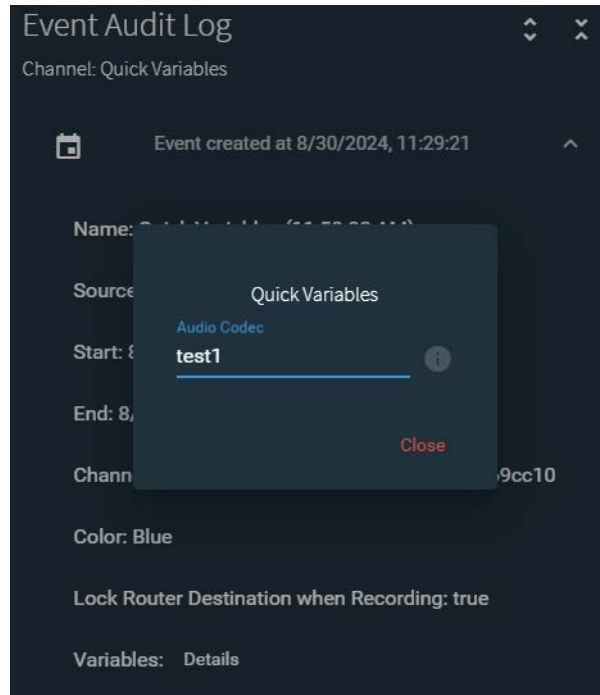 Event Audit Log
Channel: Quick Variables
Event created at 8/30/2024, 11:29:21
Name:
Source
Quick Variables
Audio Codec
Start:
test1
End: 8/
Close
Chann 9cc10
Color: Blue
Lock Router Destination when Recording: true
Variables: Details